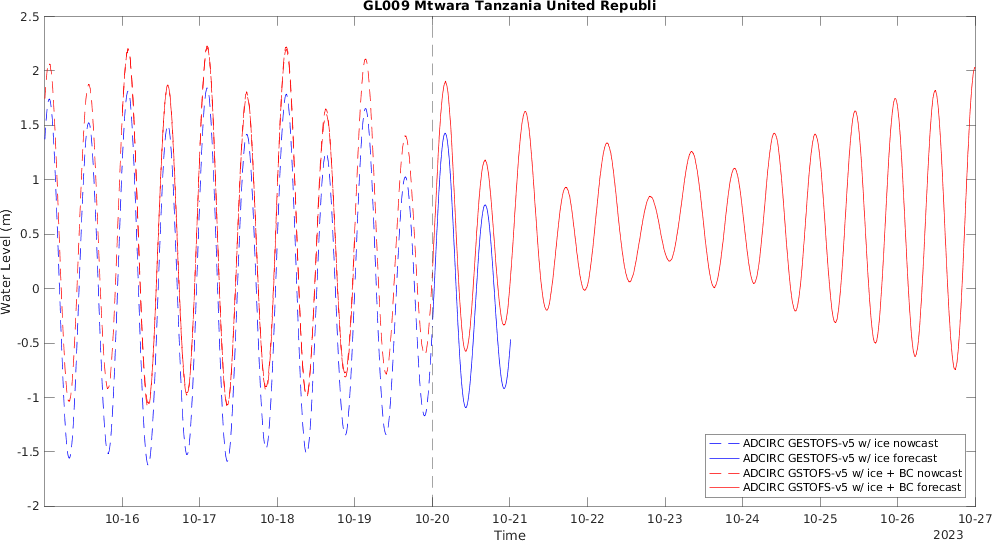 GL009 Mtwara Tanzania United Republi
Water Level (m)
2.5
2
1.5
1
0.5
0
-0.5
-1
-1.5
-2
10-16 10-17 10-18 10-19 10-20 10-21 10-22 10-23 10-24 10-25 10-26 10-27
Time
2023
ADCIRC GESTOFS-v5 w/ ice nowcast
ADCIRC GESTOFS-v5 w/ ice forecast
ADCIRC GSTOFS-v5 w/ ice + BC nowcast
ADCIRC GSTOFS-v5 w/ ice + BC forecast